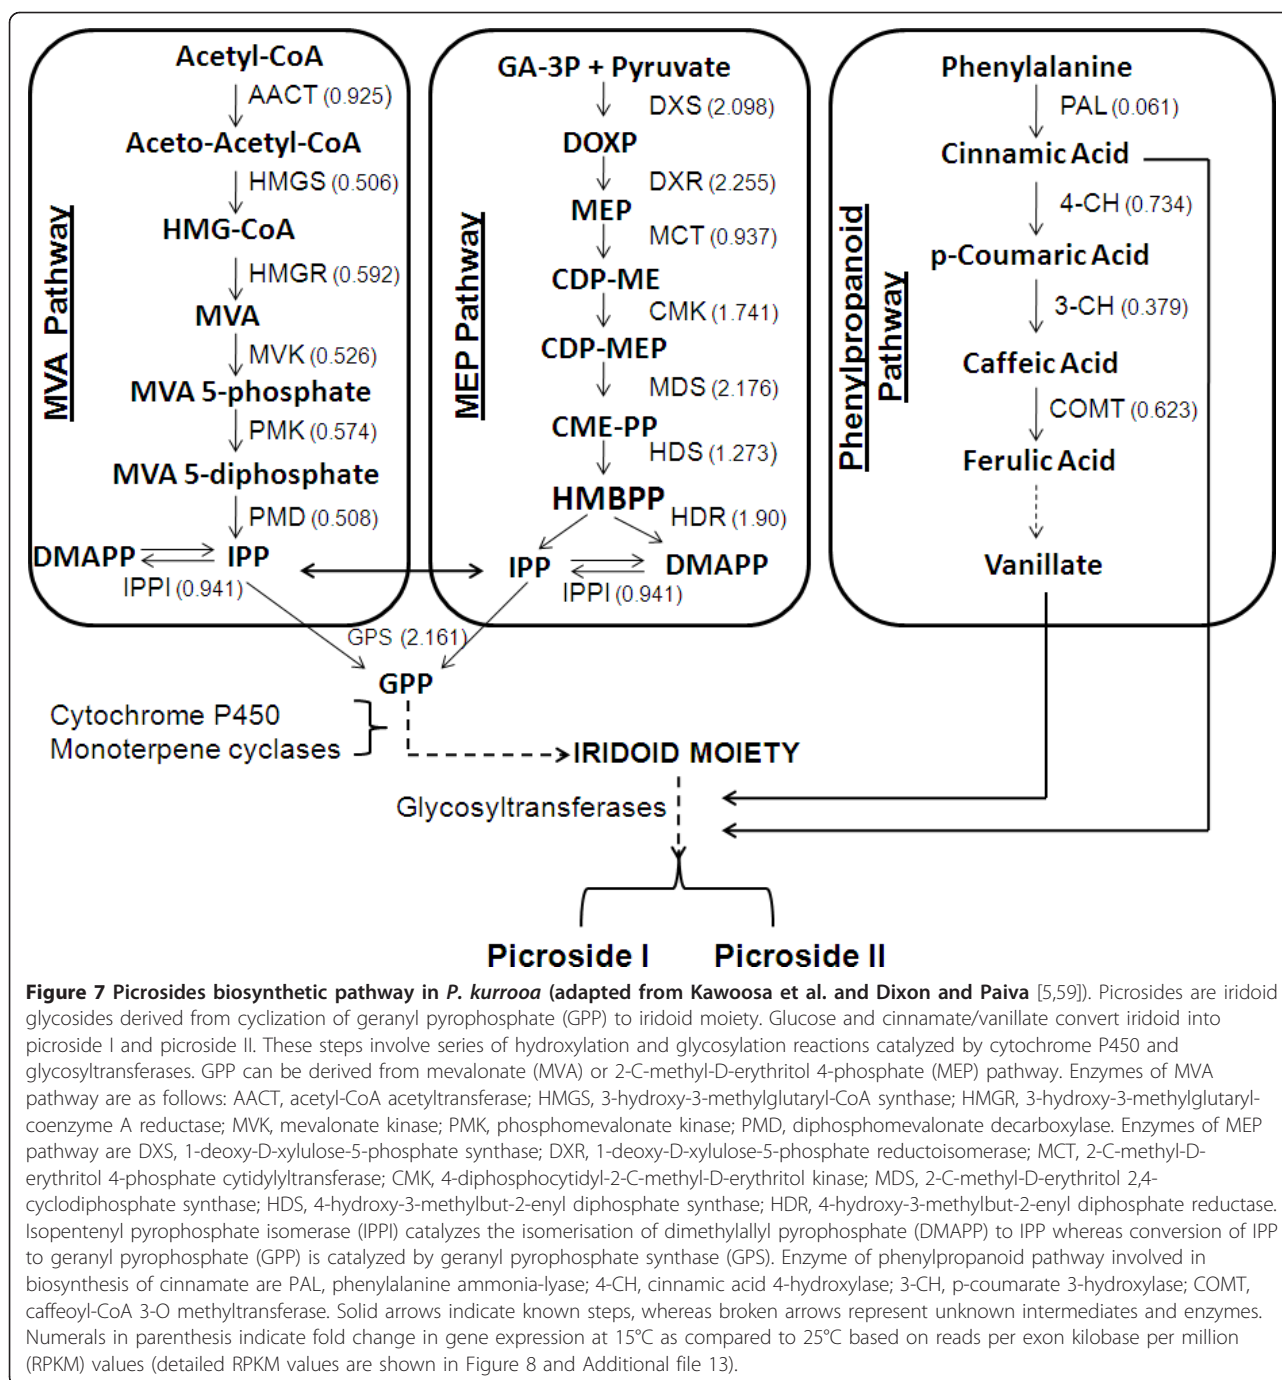 Acetyl-CoA
AACT (0.925)
Aceto-Acetyl-CoA
HMGS (0.506)
HMG-CoA
HMGR (0.592)
MVA
MVK (0.526)
MVA 5-phosphate
PMK (0.574)
MVA 5-diphosphate
PMD (0.508)
DMAPP
IPP
IPPI (0.941)
MVA Pathway
GA-3P + Pyruvate
DXS (2.098)
DOXP
DXR (2.255)
MEP
MCT (0.937)
CDP-ME
CMK (1.741)
CDP-MEP
MDS (2.176)
CME-PP
HDS (1.273)
HMBPP
HDR (1.90)
IPP
DMAPP
IPPI (0.941)
MEP Pathway
Phenylalanine
PAL (0.061)
Cinnamic Acid
4-CH (0.734)
p-Coumaric Acid
3-CH (0.379)
Caffeic Acid
COMT (0.623)
Ferulic Acid
Vanillate
Phenylpropanoid
Pathway
GPS (2.161)
GPP
Cytochrome P450
Monoterpene cyclases
IRIDOID MOIETY
Glycosyltransferases
Picroside I
Picroside II
Figure 7 Picrosides biosynthetic pathway in P. kurrooa (adapted from Kawoosa et al. and Dixon and Paiva [5,59]). Picrosides are iridoid
glycosides derived from cyclization of geranyl pyrophosphate (GPP) to iridoid moiety. Glucose and cinnamate/vanillate convert iridoid into
picroside I and picroside II. These steps involve series of hydroxylation and glycosylation reactions catalyzed by cytochrome P450 and
glycosyltransferases. GPP can be derived from mevalonate (MVA) or 2-C-methyl-D-erythritol 4-phosphate (MEP) pathway. Enzymes of MVA
pathway are as follows: AACT, acetyl-CoA acetyltransferase; HMGS, 3-hydroxy-3-methylglutaryl-CoA synthase; HMGR, 3-hydroxy-3-methylglutaryl-
coenzyme A reductase; MVK, mevalonate kinase; PMK, phosphomevalonate kinase; PMD, diphosphomevalonate decarboxylase. Enzymes of MEP
pathway are DXS, 1-deoxy-D-xylulose-5-phosphate synthase; DXR, 1-deoxy-D-xylulose-5-phosphate reductoisomerase; MCT, 2-C-methyl-D-
erythritol 4-phosphate cytidylyltransferase; CMK, 4-diphosphocytidyl-2-C-methyl-D-erythritol kinase; MDS, 2-C-methyl-D-erythritol 2,4-
cyclodiphosphate synthase; HDS, 4-hydroxy-3-methylbut-2-enyl diphosphate synthase; HDR, 4-hydroxy-3-methylbut-2-enyl diphosphate reductase.
Isopentenyl pyrophosphate isomerase (IPPI) catalyzes the isomerisation of dimethylallyl pyrophosphate (DMAPP) to IPP whereas conversion of IPP
to geranyl pyrophosphate (GPP) is catalyzed by geranyl pyrophosphate synthase (GPS). Enzyme of phenylpropanoid pathway involved in
biosynthesis of cinnamate are PAL, phenylalanine ammonia-lyase; 4-CH, cinnamic acid 4-hydroxylase; 3-CH, p-coumarate 3-hydroxylase; COMT,
caffeoyl-CoA 3-O methyltransferase. Solid arrows indicate known steps, whereas broken arrows represent unknown intermediates and enzymes.
Numerals in parenthesis indicate fold change in gene expression at 15°C as compared to 25°C based on reads per exon kilobase per million
(RPKM) values (detailed RPKM values are shown in Figure 8 and Additional file 13).